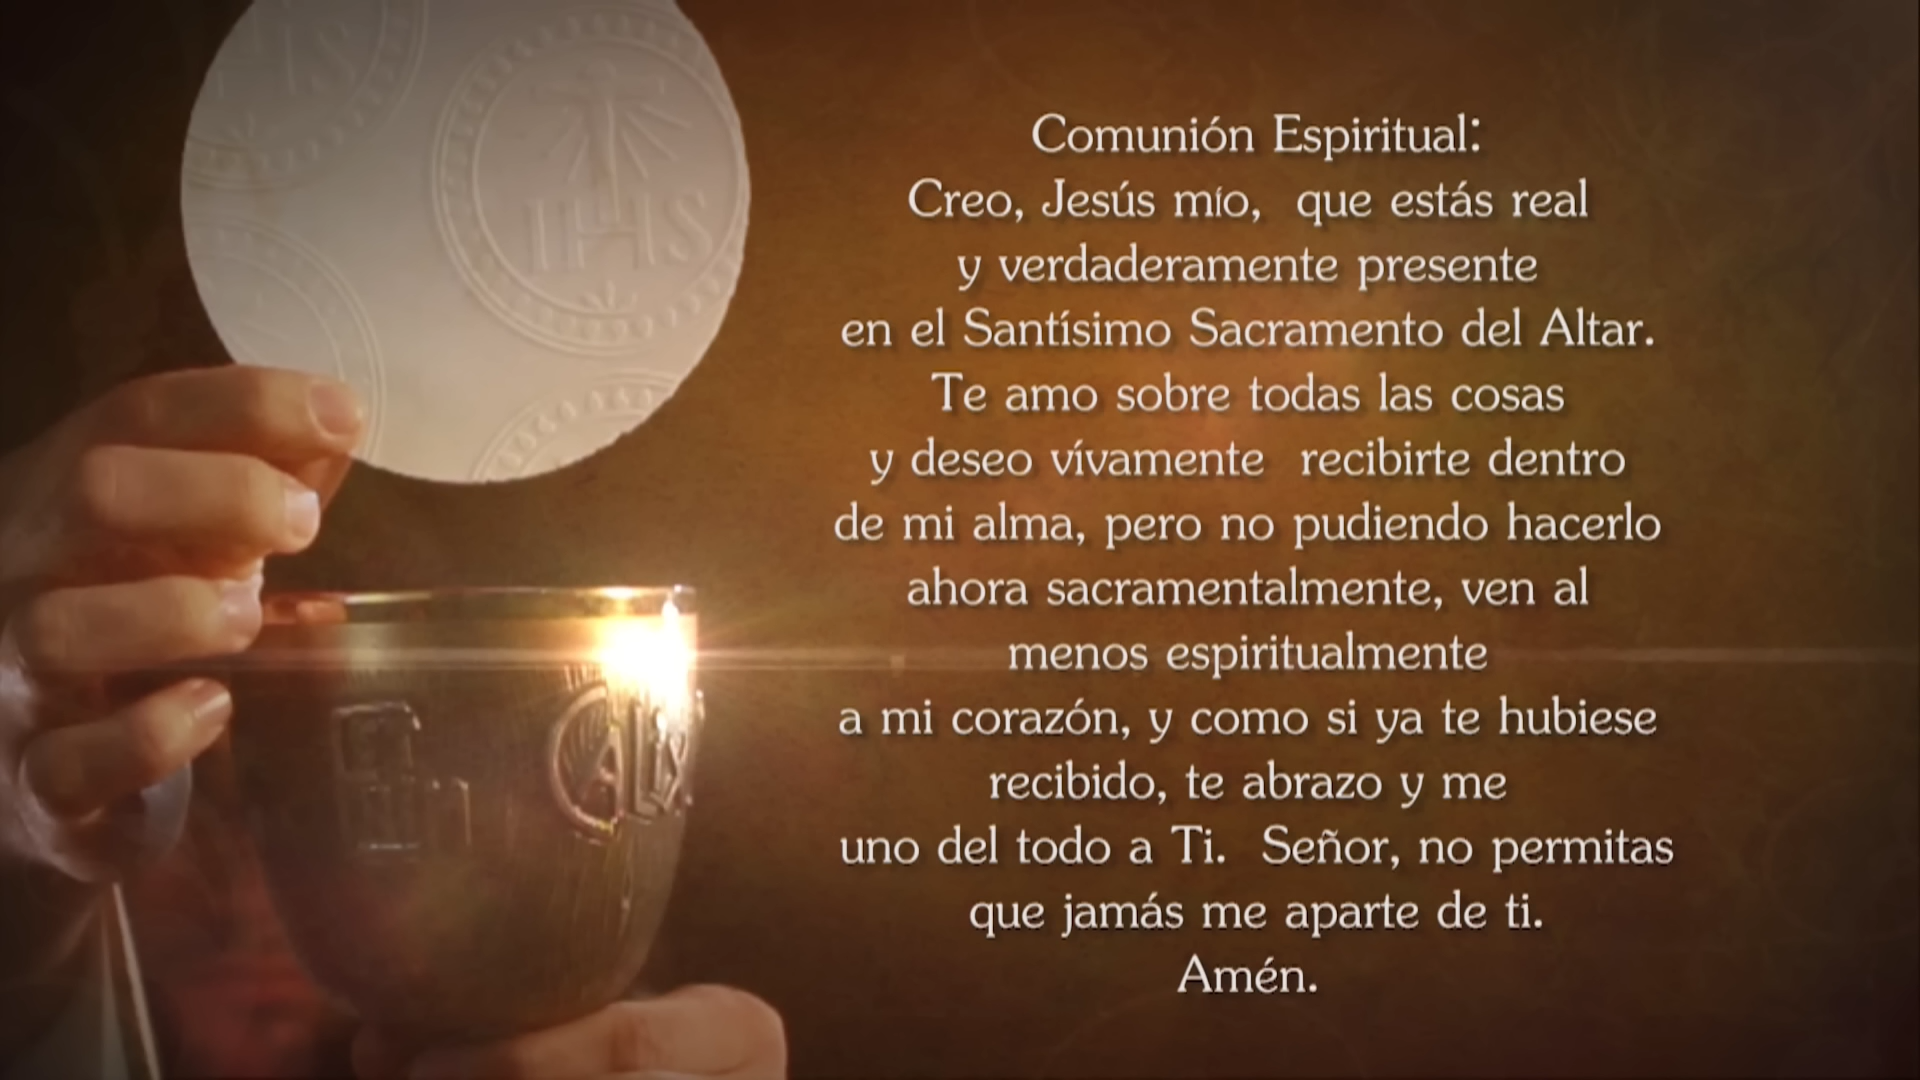 IHS
CALIX
Comunión Espiritual:
Creo, Jesús mío,  que estás real
y verdaderamente presente
en el Santísimo Sacramento del Altar.
Te amo sobre todas las cosas
y deseo vívamente  recibirte dentro
de mi alma, pero no pudiendo hacerlo
ahora sacramentalmente, ven al
menos espiritualmente
a mi corazón, y como si ya te hubiese
recibido, te abrazo y me
uno del todo a Ti.  Señor, no permitas
que jamás me aparte de ti.
Amén.